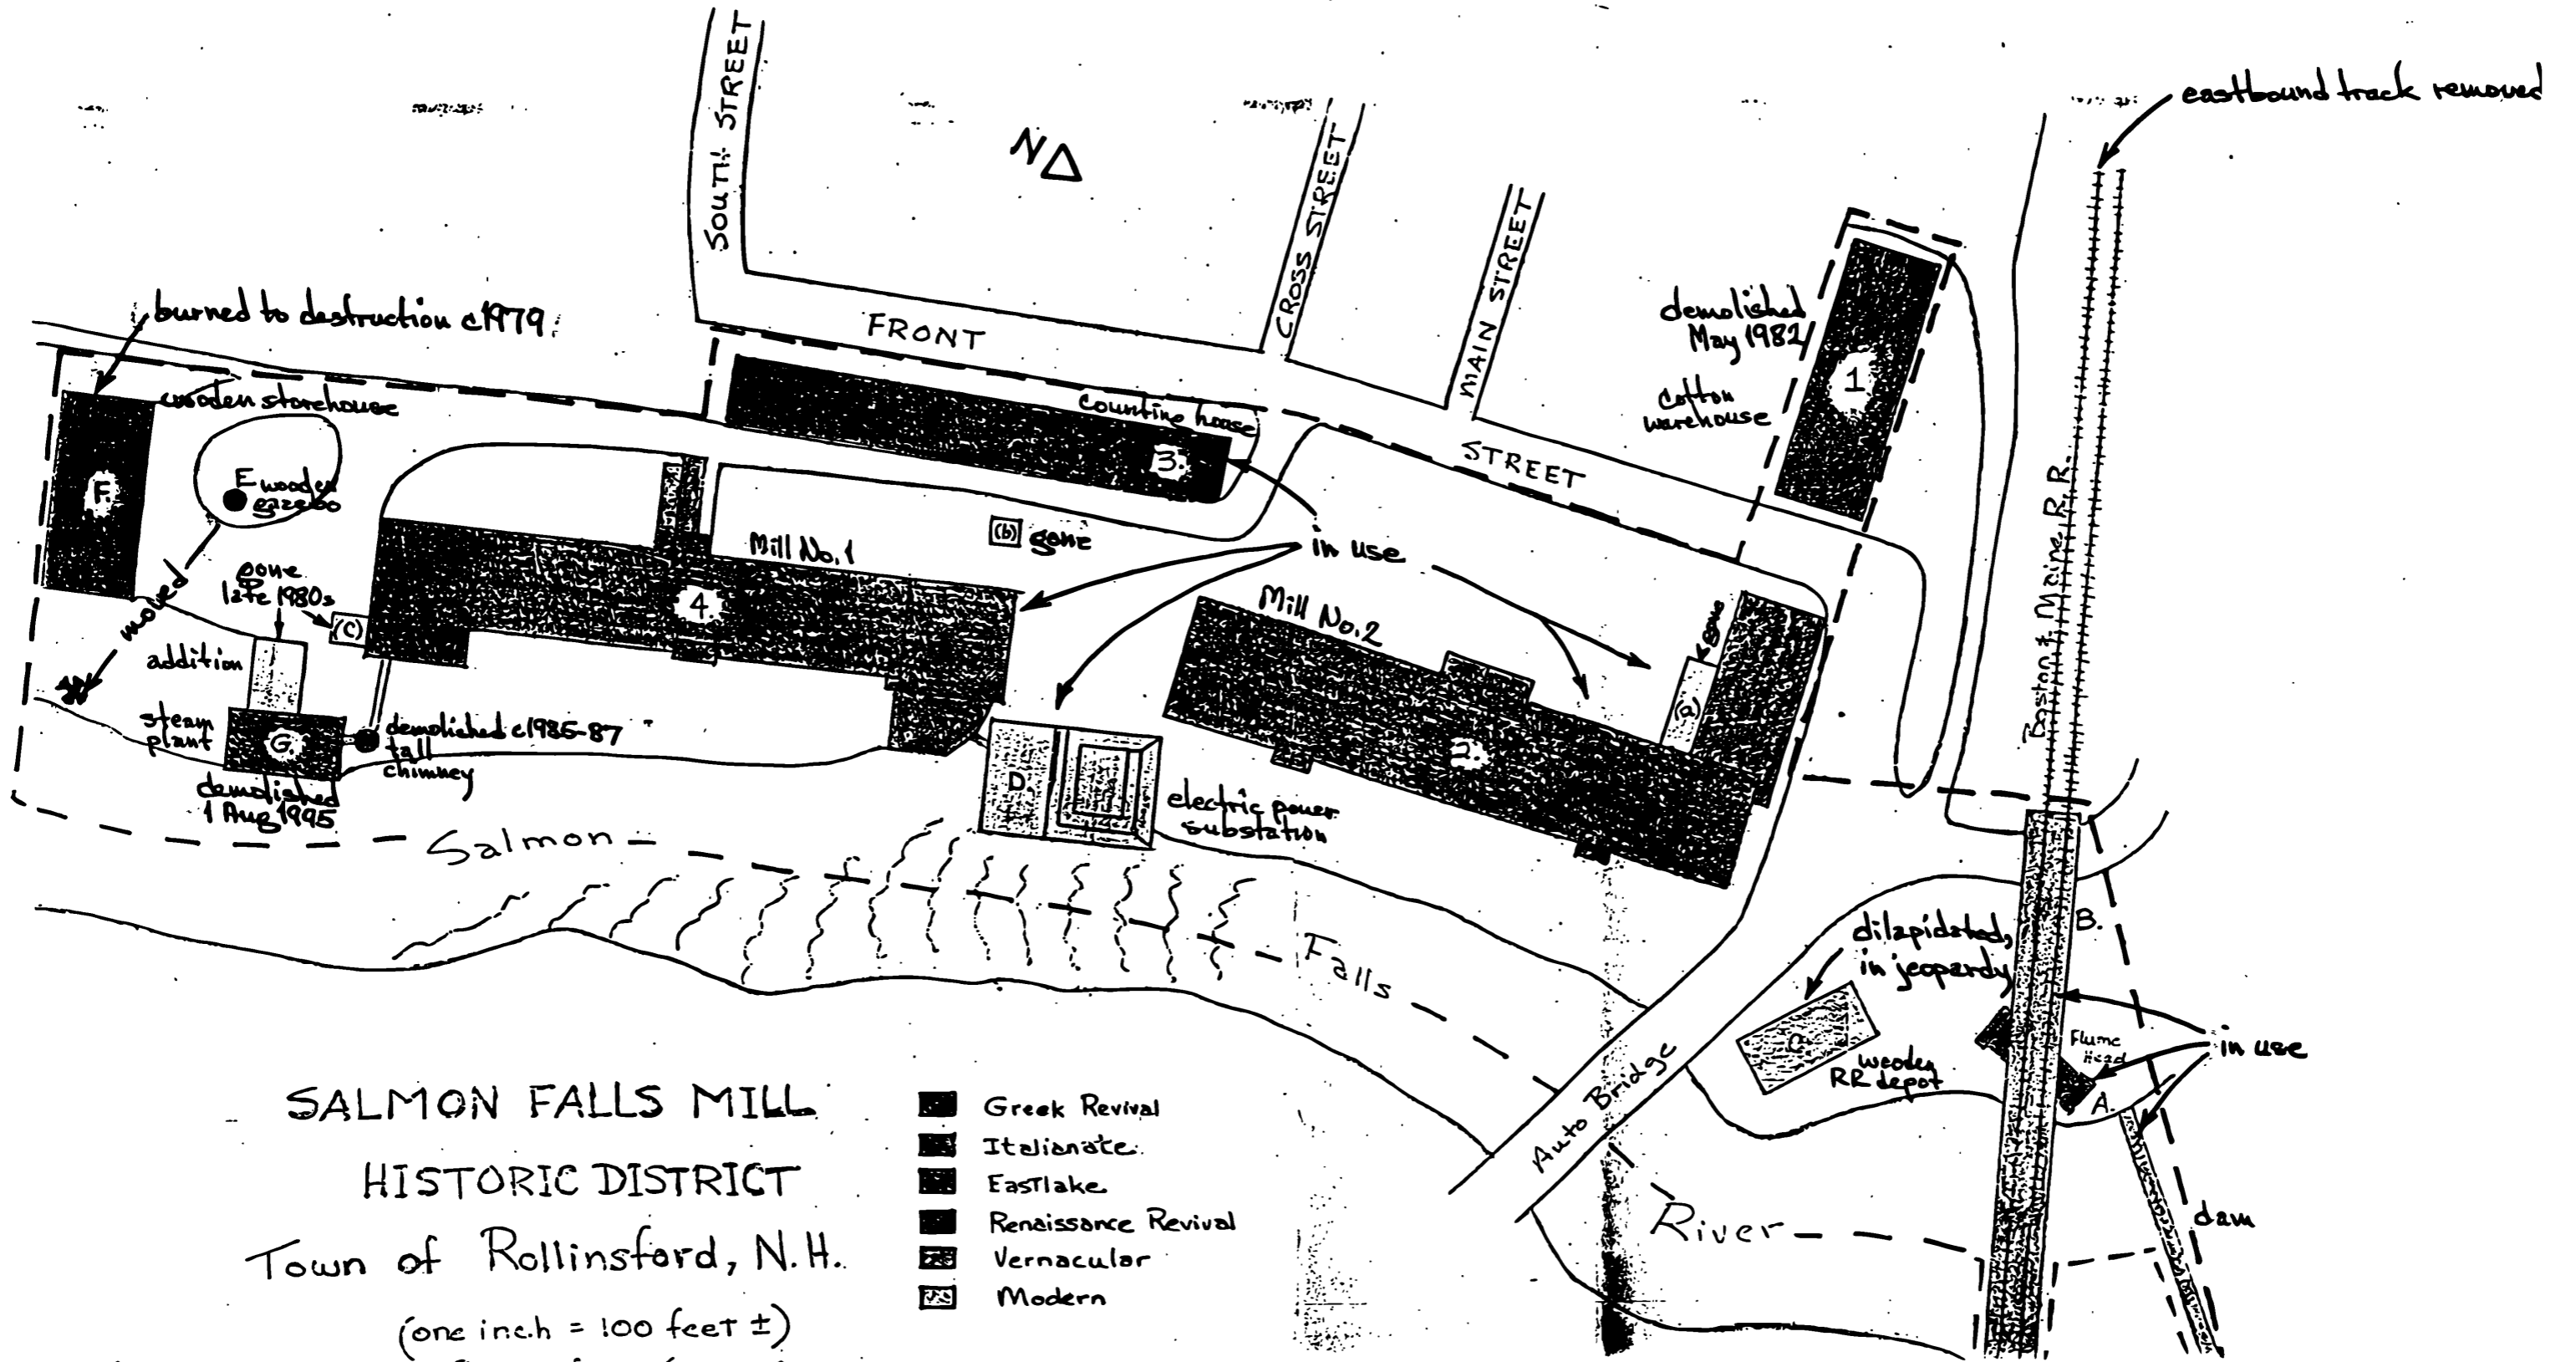 eastbound track removed
SOUTH STREET
N
CROSS STREET
MAIN STREET
burned to destruction c1979
FRONT
STREET
demolished
May 1982
1
cotton
warehouse
Boston & Maine R.R.
wooden storehouse
F.
E wooden
gazebo
counting house
3.
(b) gone
in use
Mill No. 1
4.
Mill No. 2
2.
gone
(a)
moved
gone
late 1980s
(C)
addition
steam
plant
G.
demolished c1985-87
tall
chimney
demolished
1 Aug 1995
D.
electric power
substation
Salmon
Falls
River
B.
dilapidated,
in jeopardy
C.
wooden
RR depot
Flume
Head
in use
A.
dam
Auto Bridge
SALMON FALLS MILL
HISTORIC DISTRICT
Town of Rollinsford, N.H.
(one inch = 100 feet ±)
Greek Revival
Italianate
Eastlake
Renaissance Revival
Vernacular
Modern